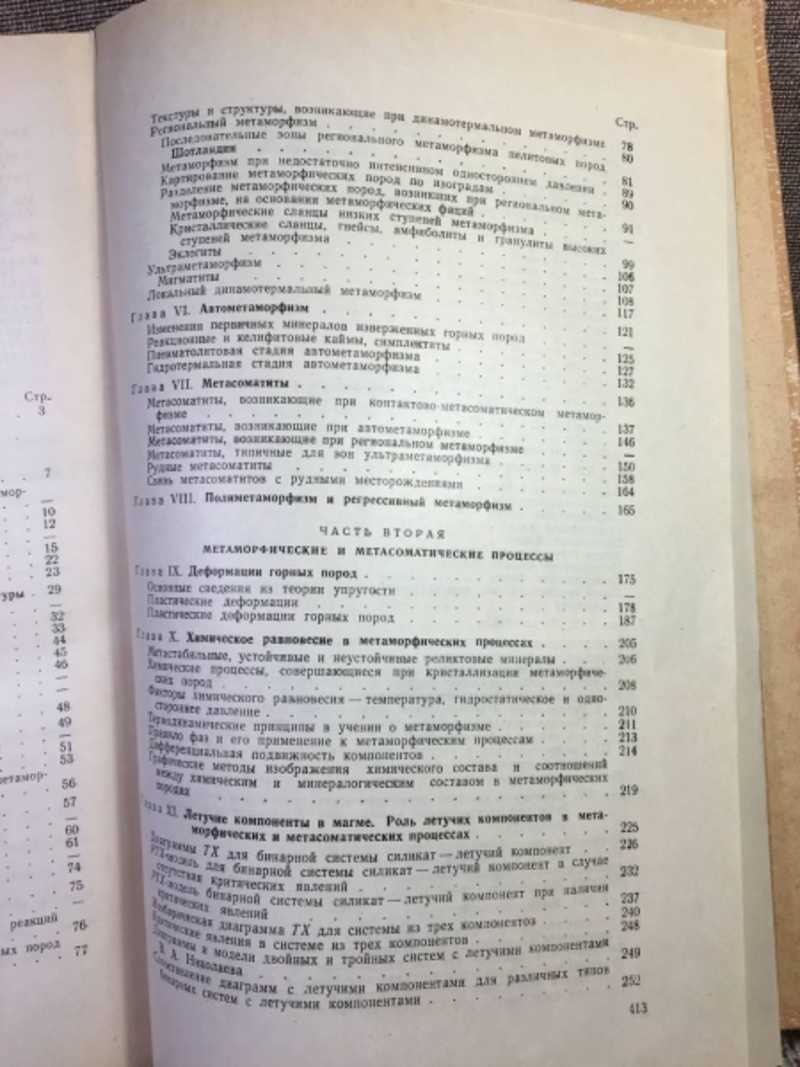 Стр.
Текстуры и структуры, возникающие при динамотермальном метаморфизме 78
Региональный метаморфизм 80
Последовательные зоны регионального метаморфизма пелитовых пород
Шотландии 81
Метаморфизм при недостаточно интенсивном одностороннем давлении 89
Картирование метаморфических пород по изоградам 90
Разделение метаморфических пород, возникших при региональном мета-
морфизме, на основании метаморфических фаций 91
Метаморфические сланцы низких ступеней метаморфизма —
Кристаллические сланцы, гнейсы, амфиболиты и гранулиты высоких
ступеней метаморфизма 99
Эклогиты 106
Ультраметаморфизм 107
Магматиты 108
Локальный динамотермальный метаморфизм 117
Глава VI. Автометаморфизм 121
Изменения первичных минералов изверженных горных пород —
Реакционные и келифитовые каймы, симплектиты 125
Пневматолитовая стадия автометаморфизма 127
Гидротермальная стадия автометаморфизма 132
Глава VII. Метасоматиты 136
Метасоматиты, возникающие при контактово-метасоматическом метамор-
физме 137
Метасоматиты, возникающие при автометаморфизме 146
Метасоматиты, возникающие при региональном метаморфизме —
Метасоматиты, типичные для зон ультраметаморфизма 150
Рудные метасоматиты 158
Связь метасоматитов с рудными месторождениями 164
Глава VIII. Полиметаморфизм и регрессивный метаморфизм 165
ЧАСТЬ ВТОРАЯ
МЕТАМОРФИЧЕСКИЕ И МЕТАСОМАТИЧЕСКИЕ ПРОЦЕССЫ
Глава IX. Деформации горных пород 175
Основные сведения из теории упругости —
Пластические деформации 178
Пластические деформации горных пород 187
Глава X. Химическое равновесие в метаморфических процессах 205
Метастабильные, устойчивые и неустойчивые реликтовые минералы 206
Химические процессы, совершающиеся при кристаллизации метаморфиче-
ских пород 208
Факторы химического равновесия — температура, гидростатическое и одно-
стороннее давление 210
Термодинамические принципы в учении о метаморфизме 211
Правило фаз и его применение к метаморфическим процессам 213
Дифференциальная подвижность компонентов 214
Графические методы изображения химического состава и соотношений
между химическим и минералогическим составом в метаморфических
породах 219
Глава XI. Летучие компоненты в магме. Роль летучих компонентов в мета-
морфических и метасоматических процессах 225
Диаграммы TX для бинарной системы силикат — летучий компонент 226
PTX-модель для бинарной системы силикат — летучий компонент в случае
отсутствия критических явлений 232
PTX-модель бинарной системы силикат — летучий компонент при наличии
критических явлений 237
Изобарическая диаграмма TX для системы из трех компонентов 240
Критические явления в системе из трех компонентов 248
Диаграммы и модели двойных и тройных систем с летучими компонентами
В. А. Николаева 249
Сопоставление диаграмм с летучими компонентами для различных типов
бинарных систем с летучими компонентами 252
413
Стр.
3
7
мор-
—
10
12
—
15
22
23
туры 29
—
32
33
44
45
46
—
—
48
49
—
51
53
етамор-
56
57
—
60
61
—
74
75
—
реакций
76
ных пород
77